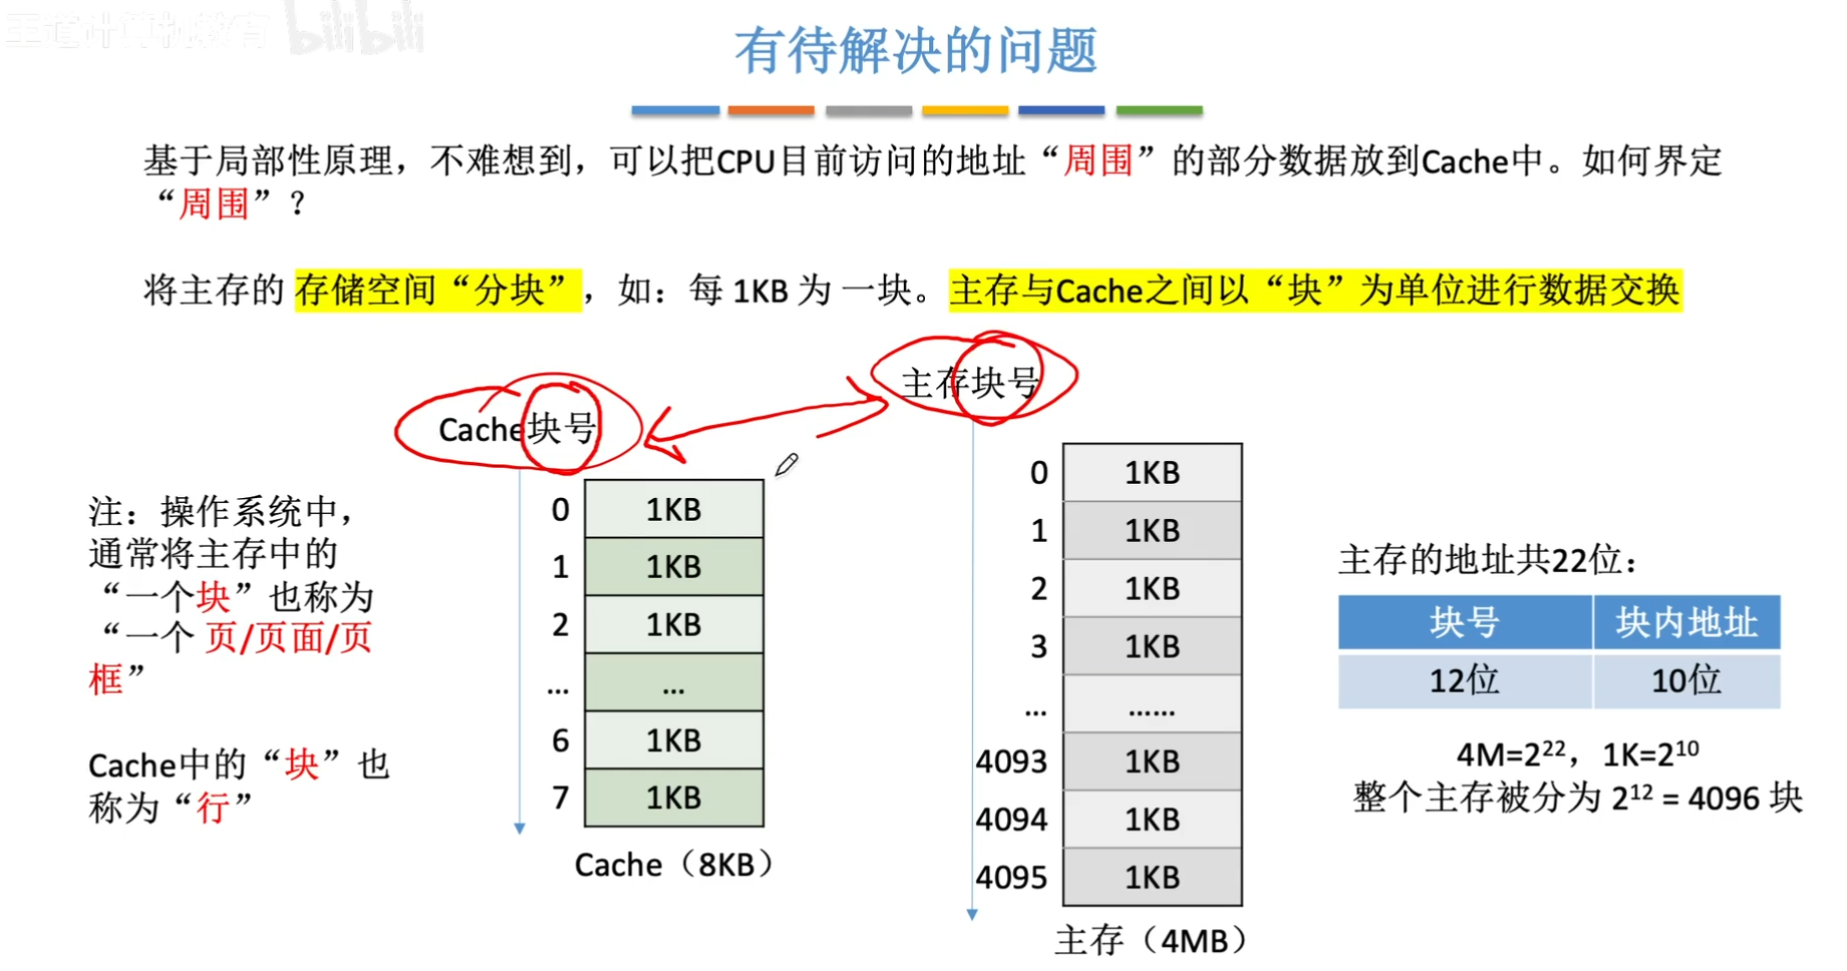 王道计算机教育 bilibili
有待解决的问题
基于局部性原理，不难想到，可以把CPU目前访问的地址“周围”的部分数据放到Cache中。如何界定
“周围”？
将主存的 存储空间“分块”，如：每 1KB 为 一块。主存与Cache之间以“块”为单位进行数据交换
注：操作系统中，
通常将主存中的
“一个块”也称为
“一个 页/页面/页
框”
Cache中的“块”也
称为“行”
Cache块号
0 1KB
1 1KB
2 1KB
... ...
6 1KB
7 1KB
Cache（8KB）
主存块号
0 1KB
1 1KB
2 1KB
3 1KB
... ......
4093 1KB
4094 1KB
4095 1KB
主存（4MB）
主存的地址共22位：
块号 块内地址
12位 10位
4M=2²²，1K=2¹⁰
整个主存被分为 2¹² = 4096 块